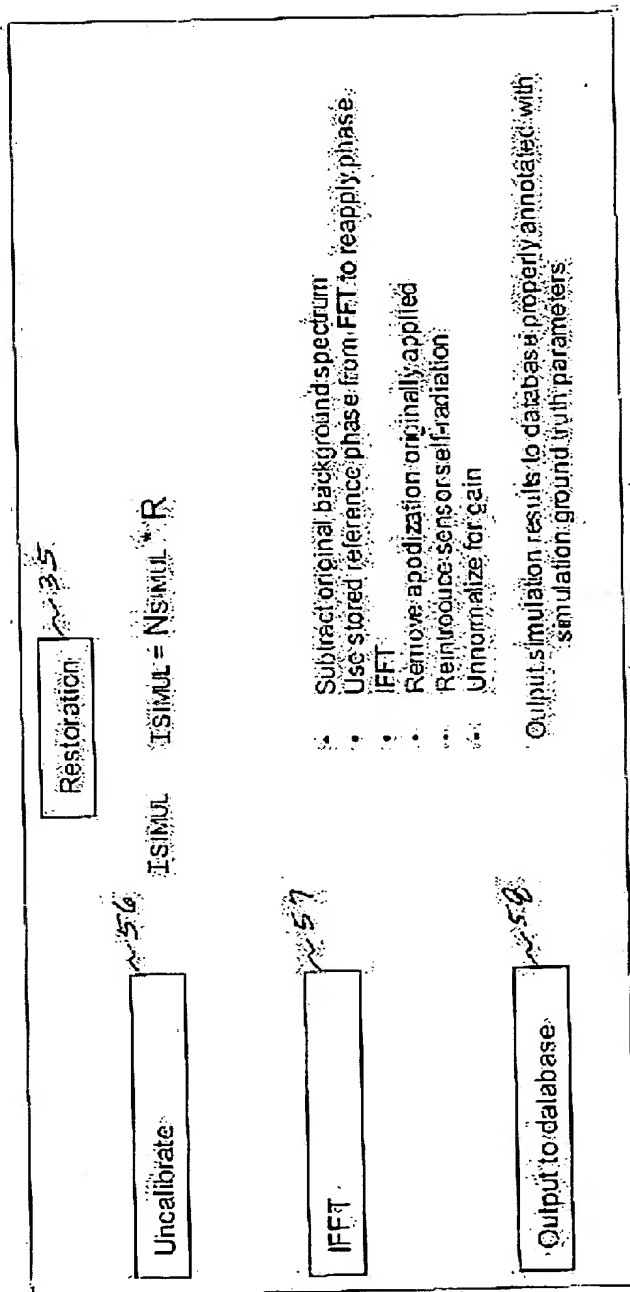 Restoration
~35
Uncalibrate
~56
ISIMUL ISIMUL = NSIMUL * R
IFFT
~57
• Subtract original background spectrum
• Use stored reference phase from FFT to reapply phase
• IFFT
• Remove apodization originally applied
• Reintroduce sensor self-radiation
• Unnormalize for gain
Output to database
~58
Output simulation results to database properly annotated with
simulation ground truth parameters